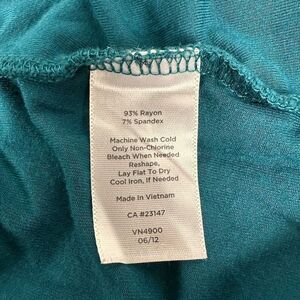 93% Rayon
7% Spandex
Machine Wash Cold
Only Non-Chlorine
Bleach When Needed
Reshape,
Lay Flat To Dry
Cool Iron, If Needed
Made In Vietnam
CA #23147
VN4900
06/12